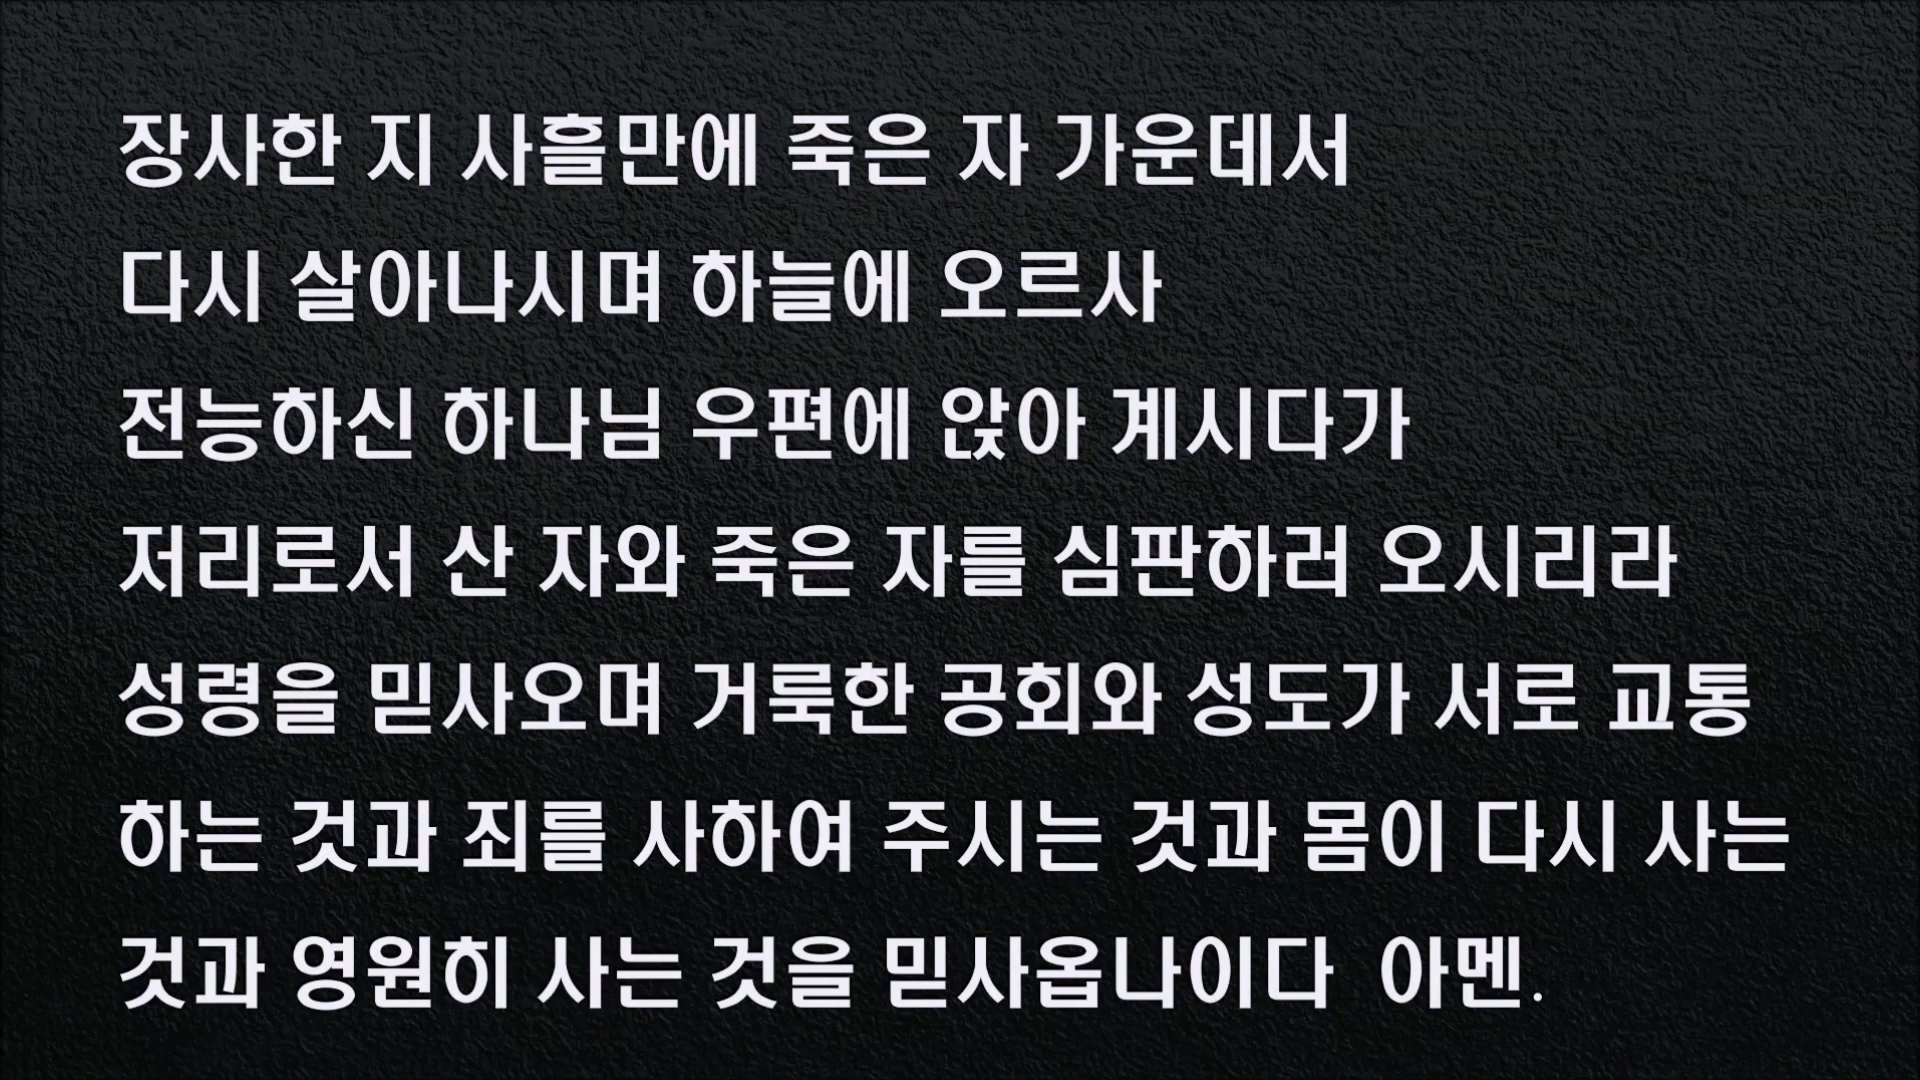 장사한 지 사흘만에 죽은 자 가운데서
다시 살아나시며 하늘에 오르사
전능하신 하나님 우편에 앉아 계시다가
저리로서 산 자와 죽은 자를 심판하러 오시리라
성령을 믿사오며 거룩한 공회와 성도가 서로 교통
하는 것과 죄를 사하여 주시는 것과 몸이 다시 사는
것과 영원히 사는 것을 믿사옵나이다 아멘.